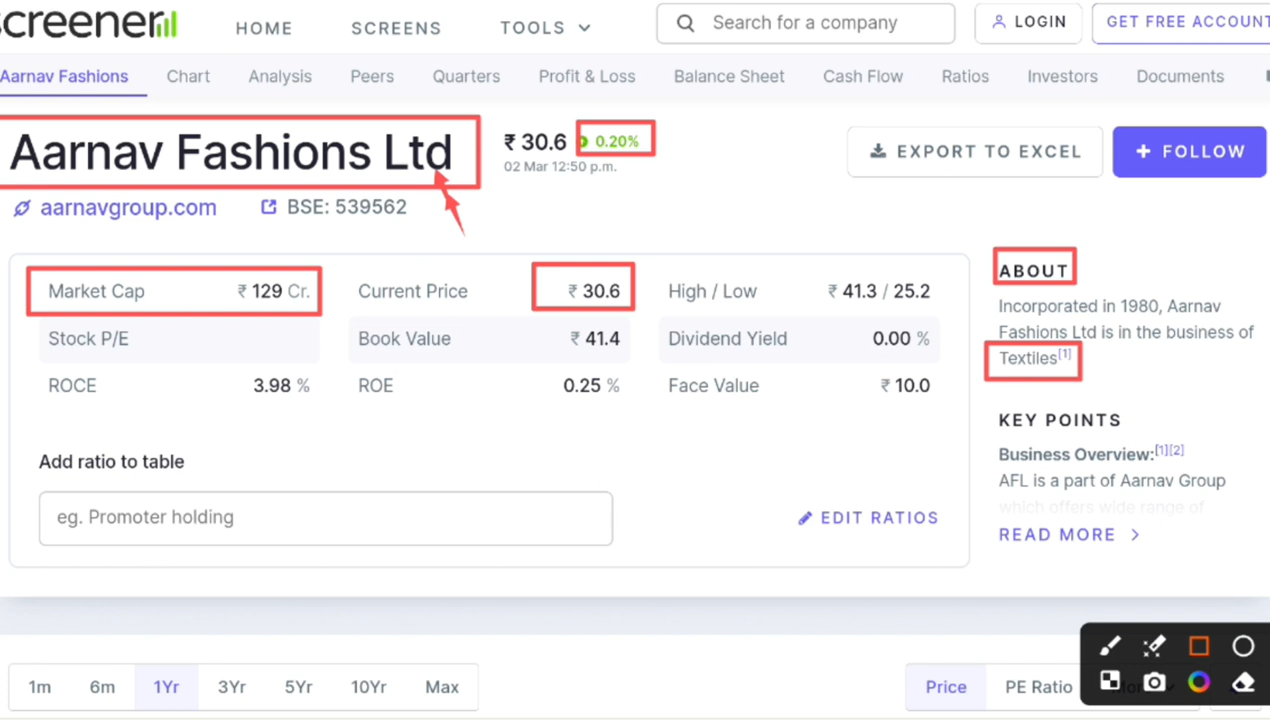 screener
HOME
SCREENS
TOOLS
Search for a company
LOGIN
GET FREE ACCOUNT
Aarnav Fashions
Chart
Analysis
Peers
Quarters
Profit & Loss
Balance Sheet
Cash Flow
Ratios
Investors
Documents
Aarnav Fashions Ltd
₹ 30.6
0.20%
02 Mar 12:50 p.m.
EXPORT TO EXCEL
+ FOLLOW
aarnavgroup.com
BSE: 539562
Market Cap ₹ 129 Cr.
Current Price ₹ 30.6
High / Low ₹ 41.3 / 25.2
Stock P/E
Book Value ₹ 41.4
Dividend Yield 0.00 %
ROCE 3.98 %
ROE 0.25 %
Face Value ₹ 10.0
Add ratio to table
eg. Promoter holding
EDIT RATIOS
ABOUT
Incorporated in 1980, Aarnav
Fashions Ltd is in the business of
Textiles[1]
KEY POINTS
Business Overview:[1][2]
AFL is a part of Aarnav Group
which offers wide range of
READ MORE
1m
6m
1Yr
3Yr
5Yr
10Yr
Max
Price
PE Ratio